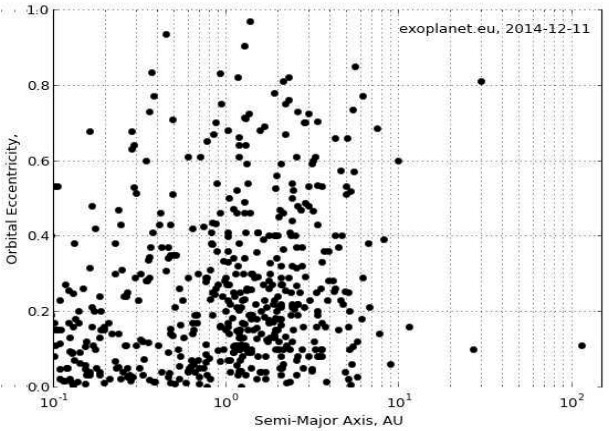 1.0
exoplanet.eu, 2014-12-11
0.8
0.6
0.4
0.2
0.0
Orbital Eccentricity,
10^-1 10^0 10^1 10^2
Semi-Major Axis, AU